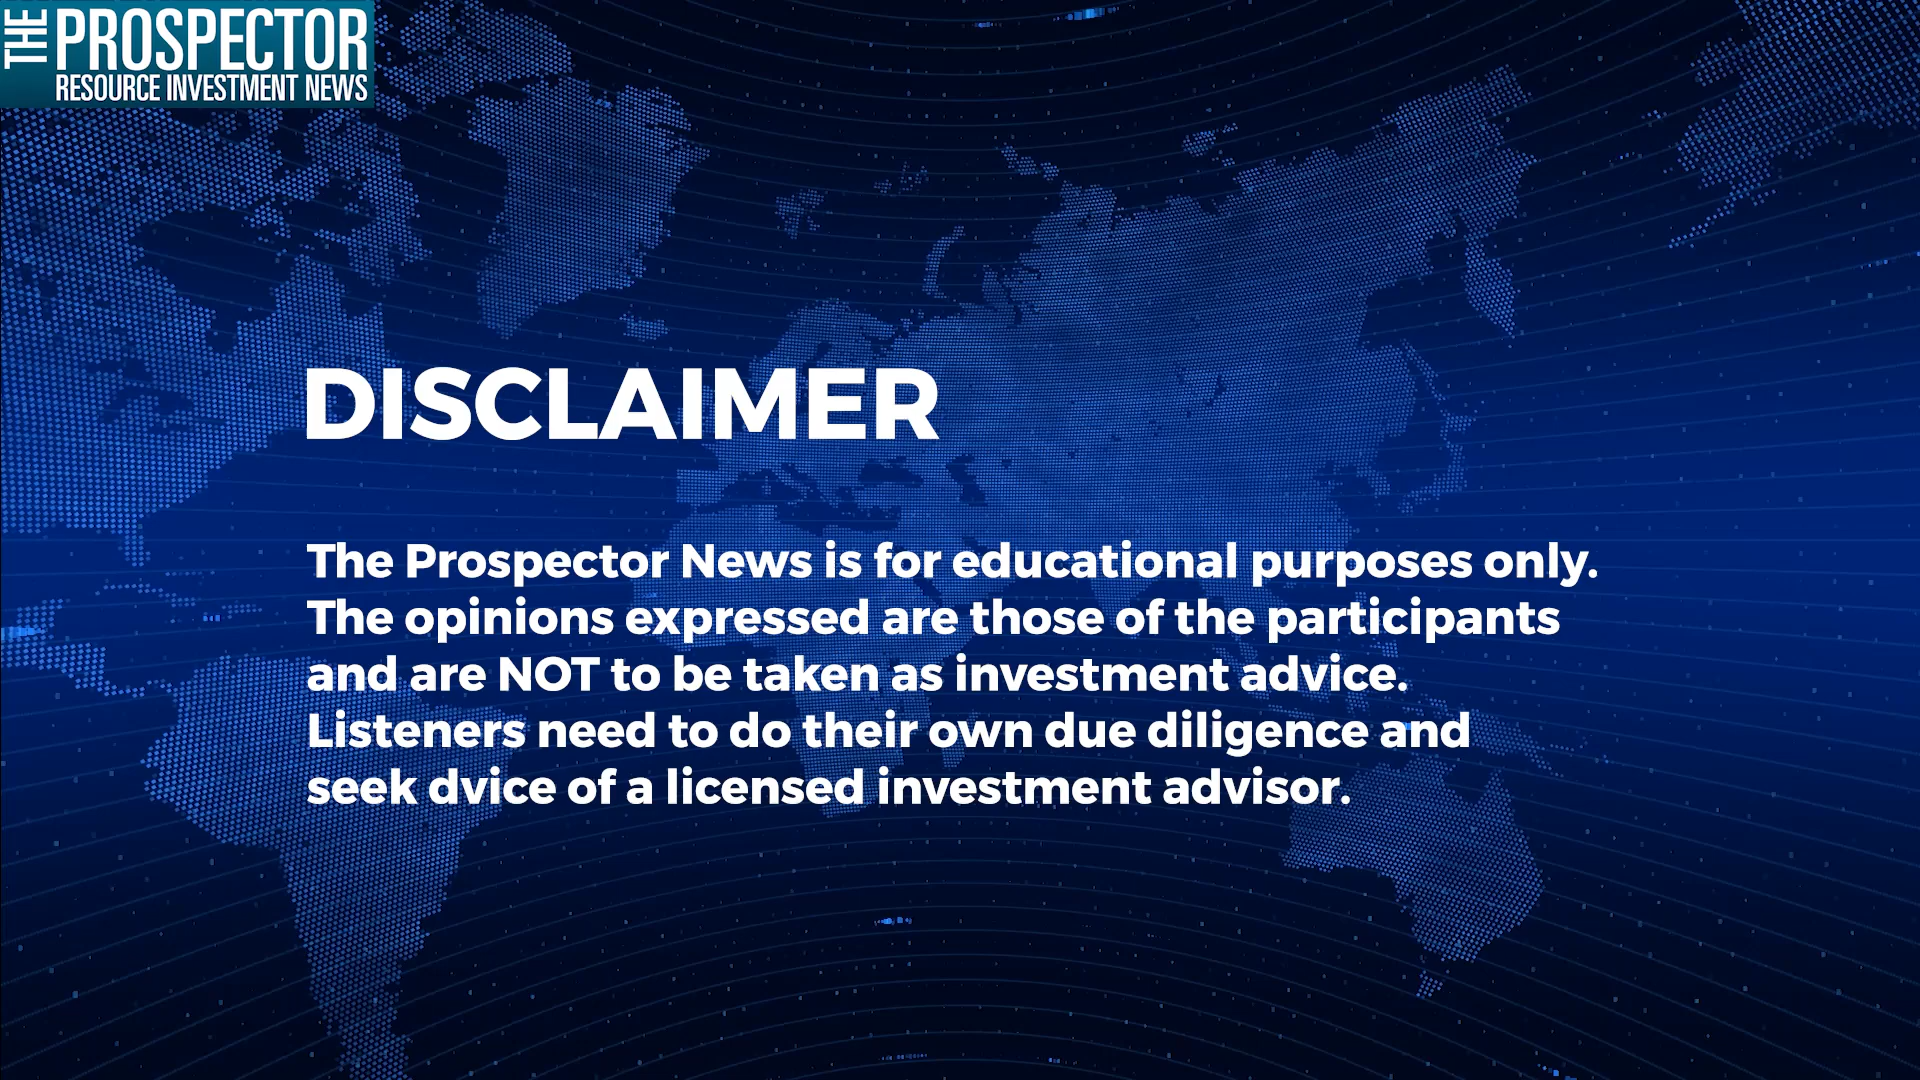 THE PROSPECTOR
RESOURCE INVESTMENT NEWS
DISCLAIMER
The Prospector News is for educational purposes only.
The opinions expressed are those of the participants
and are NOT to be taken as investment advice.
Listeners need to do their own due diligence and
seek dvice of a licensed investment advisor.